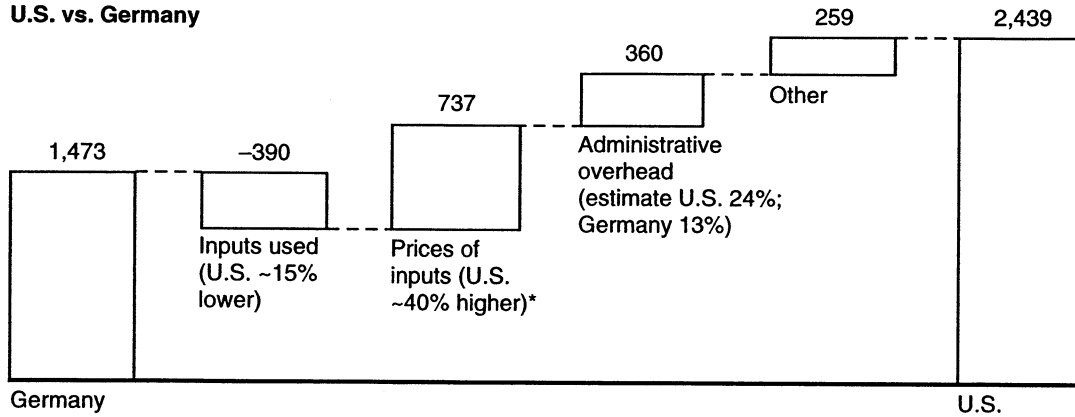 U.S. vs. Germany
1,473
–390
Inputs used
(U.S. ~15%
lower)
737
Prices of
inputs (U.S.
~40% higher)*
360
Administrative
overhead
(estimate U.S. 24%;
Germany 13%)
259
Other
2,439
Germany
U.S.